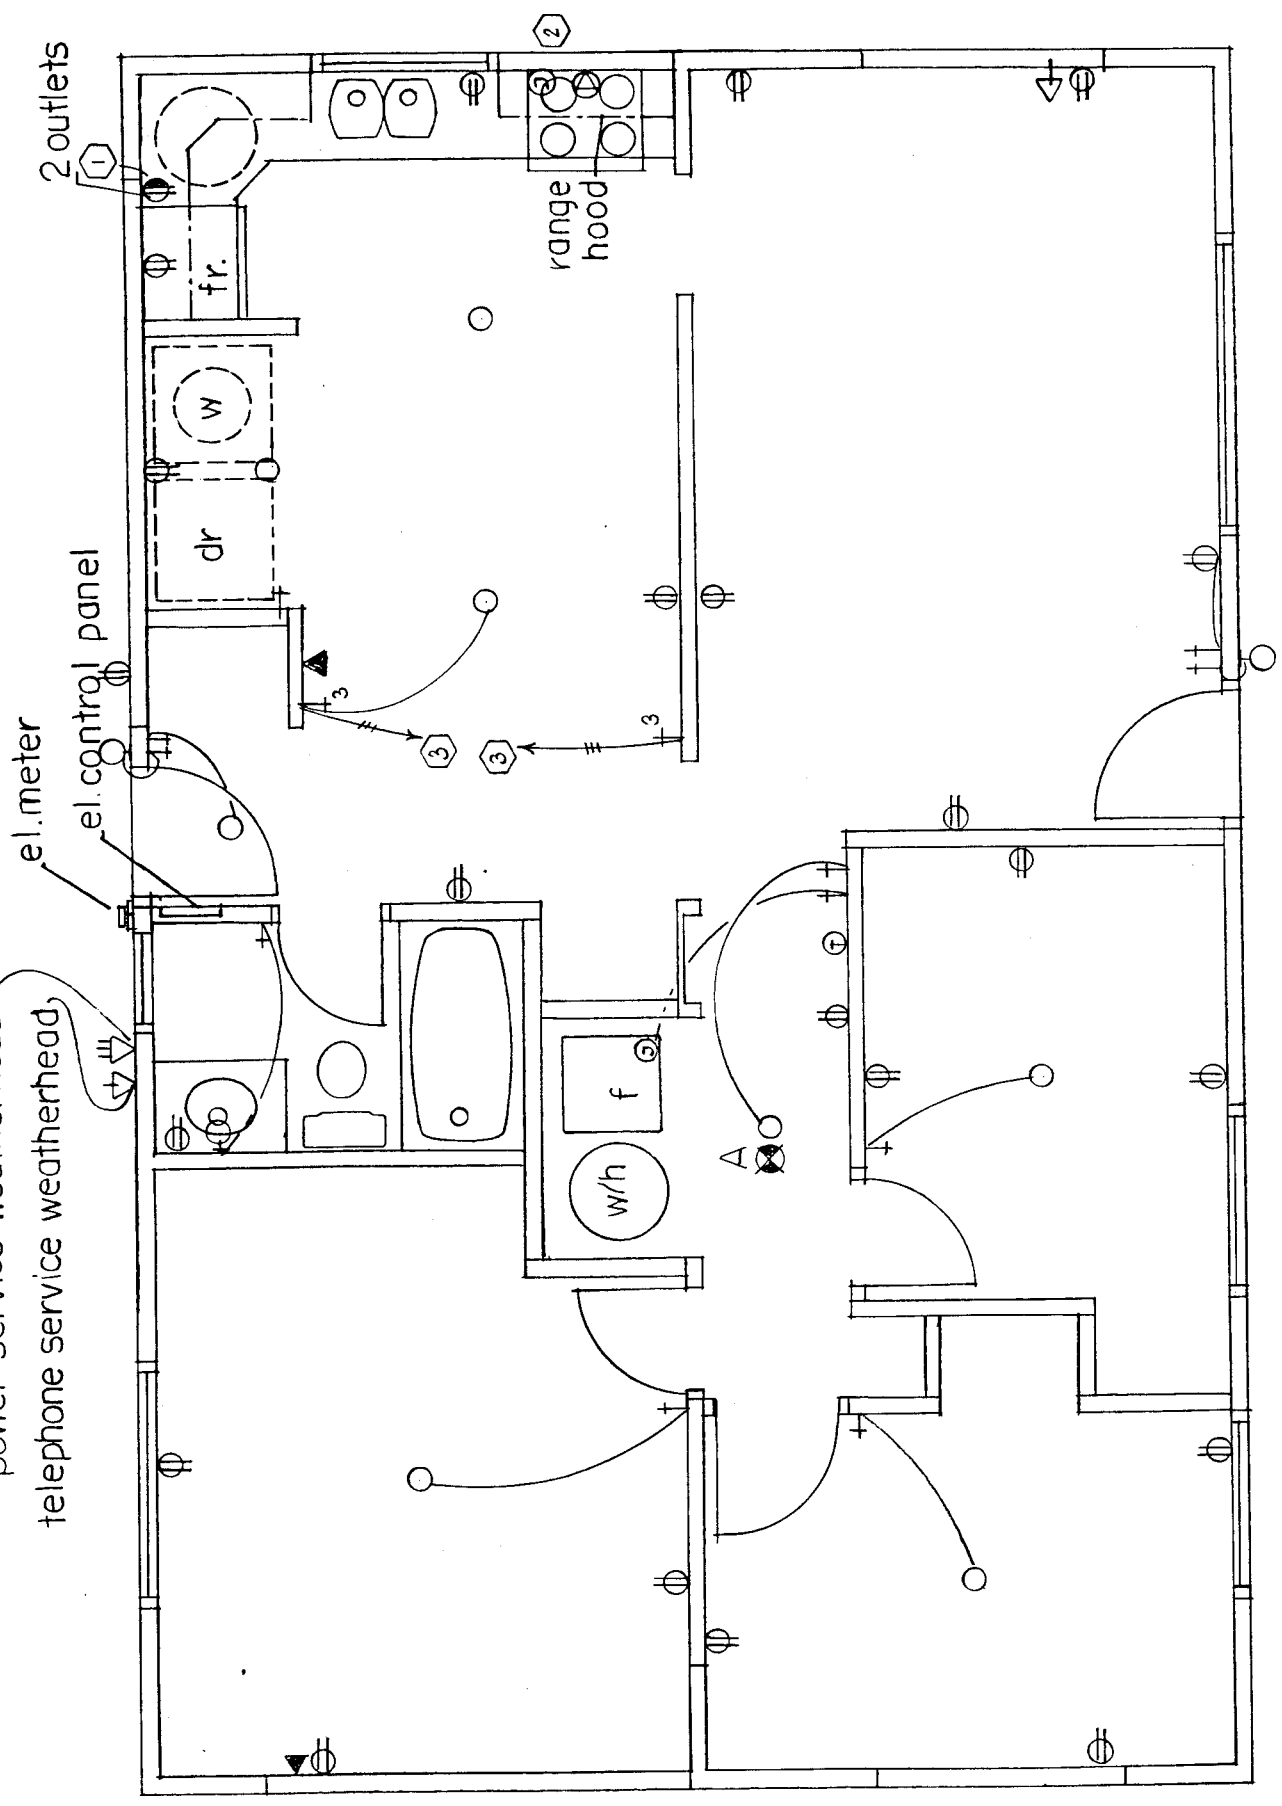 power service weatherhead
telephone service weatherhead
el.meter
el.control panel
2 outlets
1
2
fr.
w
dr
range
hood
J
3
3
3
3
J
f
w/h
A